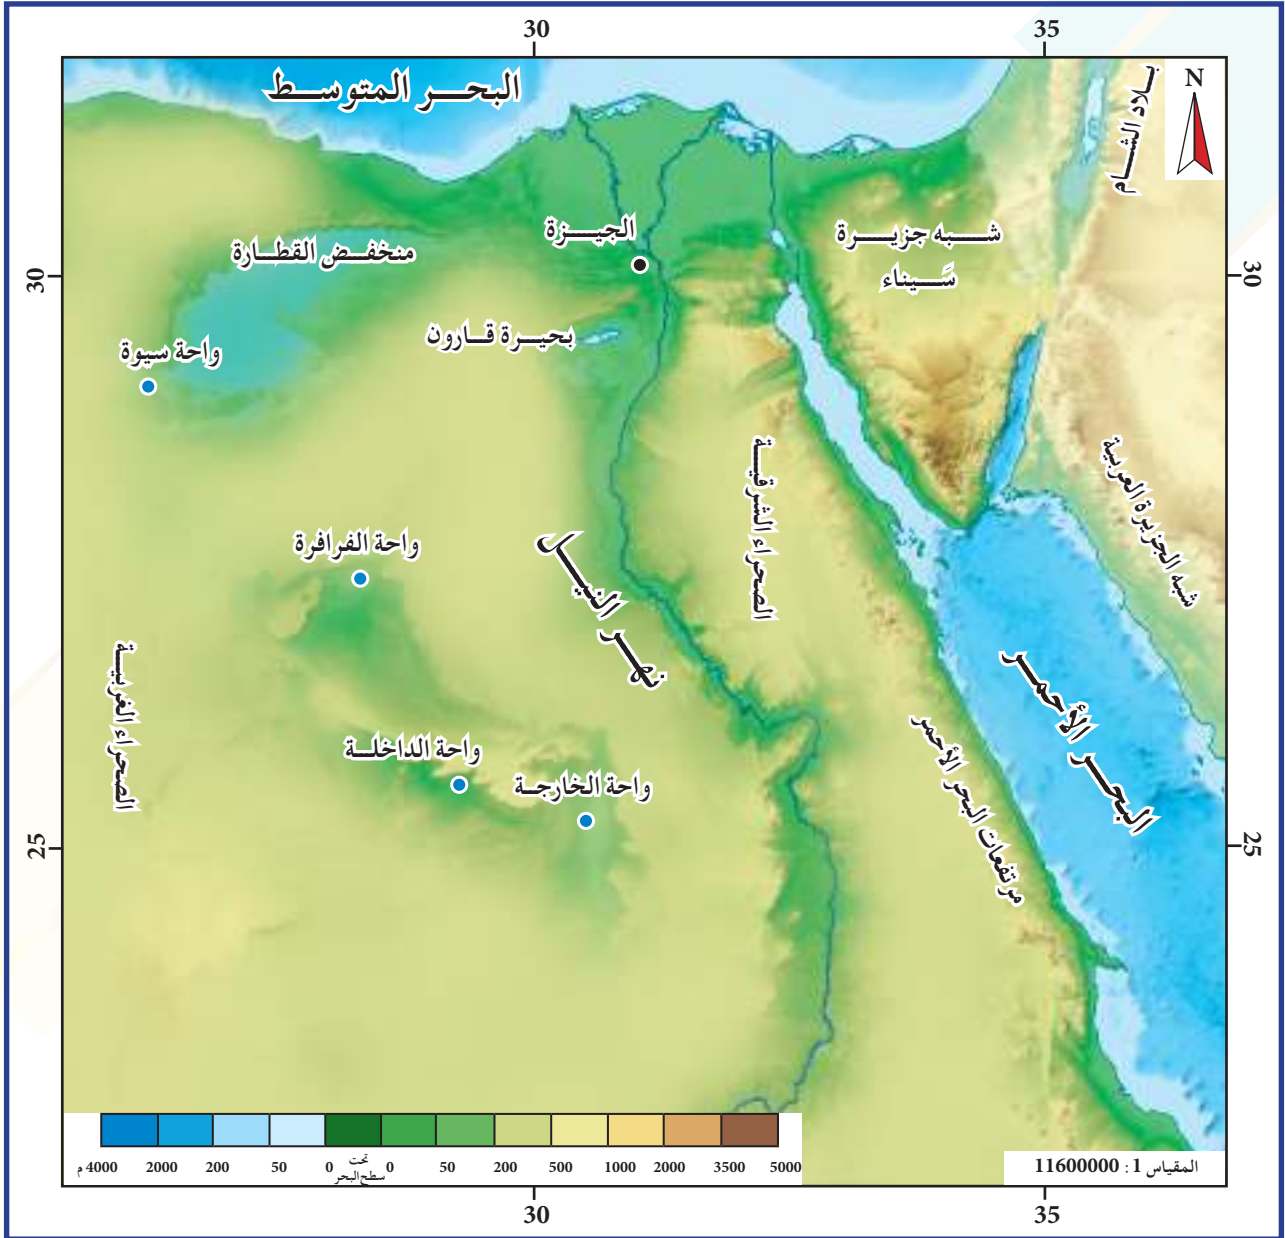 30
35
البحر المتوسط
بلاد الشام
N
الجيزة
شبه جزيرة
سَيناء
منخفض القطارة
30
30
بحيرة قارون
واحة سيوة
الصحراء الشرقية
شبه الجزيرة العربية
واحة الفرافرة
نهر النيل
الصحراء الغربية
البحر الأحمر
مرتفعات البحر الأحمر
واحة الداخلة
واحة الخارجة
25
25
4000م
2000
200
50
0
تحت
سطح البحر
0
50
200
500
1000
2000
3500
5000
المقياس 1 : 11600000
30
35